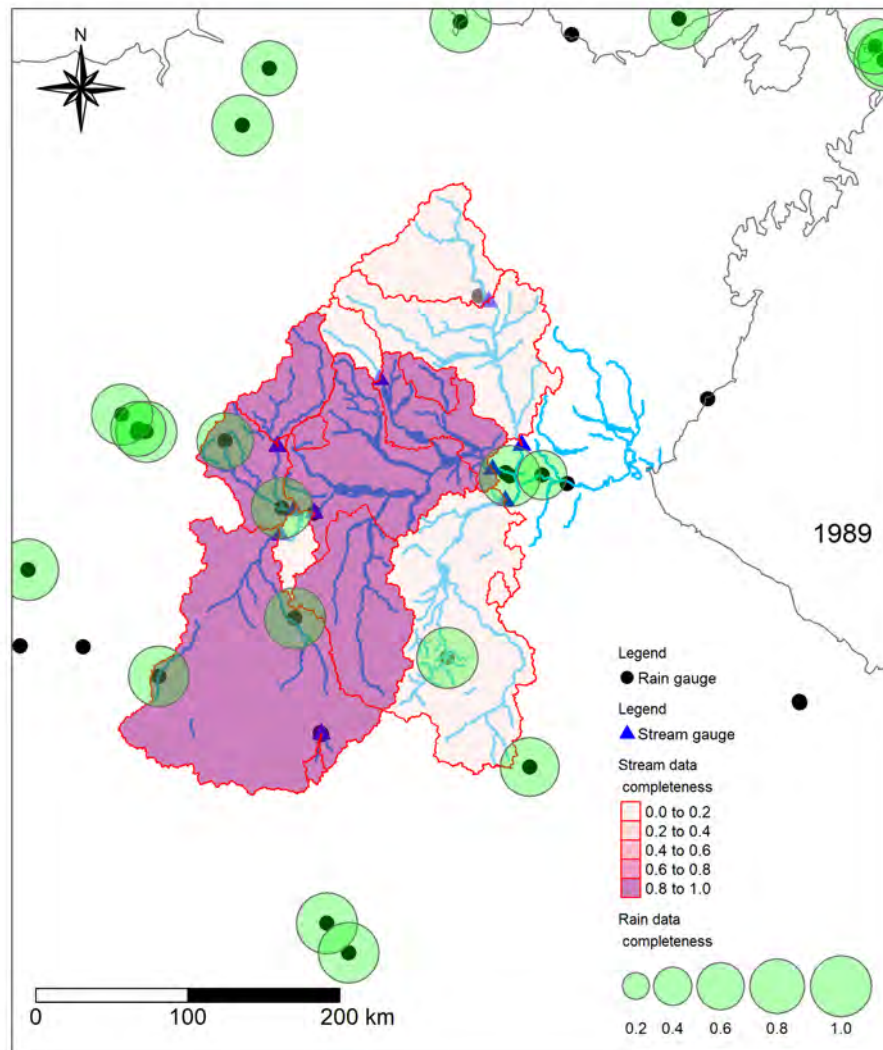 N
1989
Legend
Rain gauge
Legend
Stream gauge
Stream data
completeness
0.0 to 0.2
0.2 to 0.4
0.4 to 0.6
0.6 to 0.8
0.8 to 1.0
Rain data
completeness
0.2 0.4 0.6 0.8 1.0
0 100 200 km